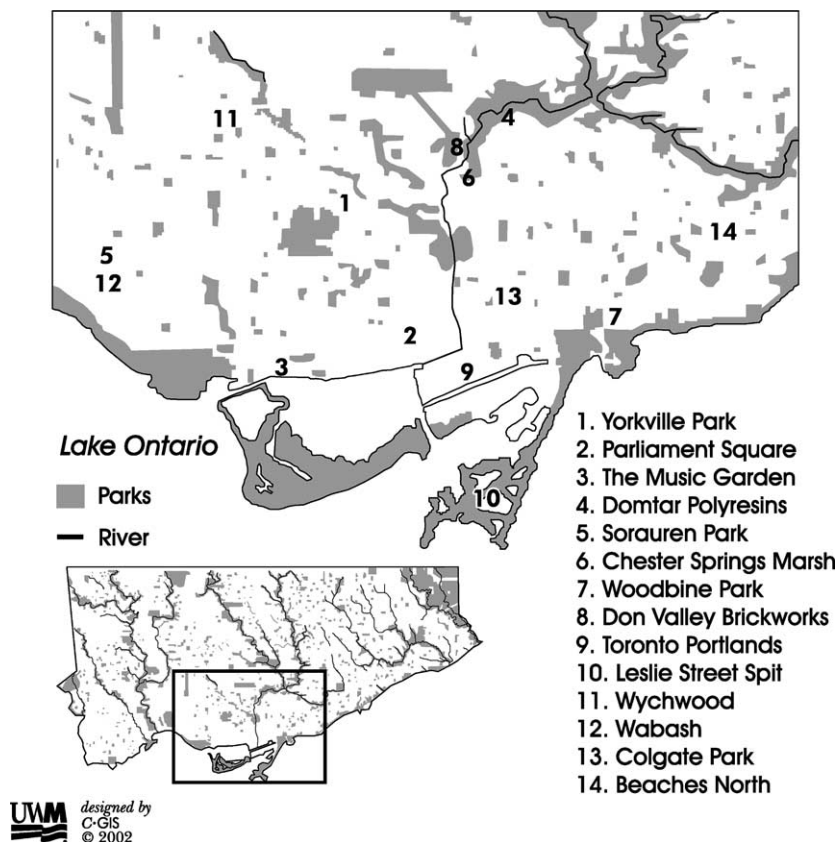 11
4
8
6
1
14
5
12
13
7
2
3
9
10
Lake Ontario
Parks
River
1. Yorkville Park
2. Parliament Square
3. The Music Garden
4. Domtar Polyresins
5. Sorauren Park
6. Chester Springs Marsh
7. Woodbine Park
8. Don Valley Brickworks
9. Toronto Portlands
10. Leslie Street Spit
11. Wychwood
12. Wabash
13. Colgate Park
14. Beaches North
UWM
designed by
C•GIS
© 2002